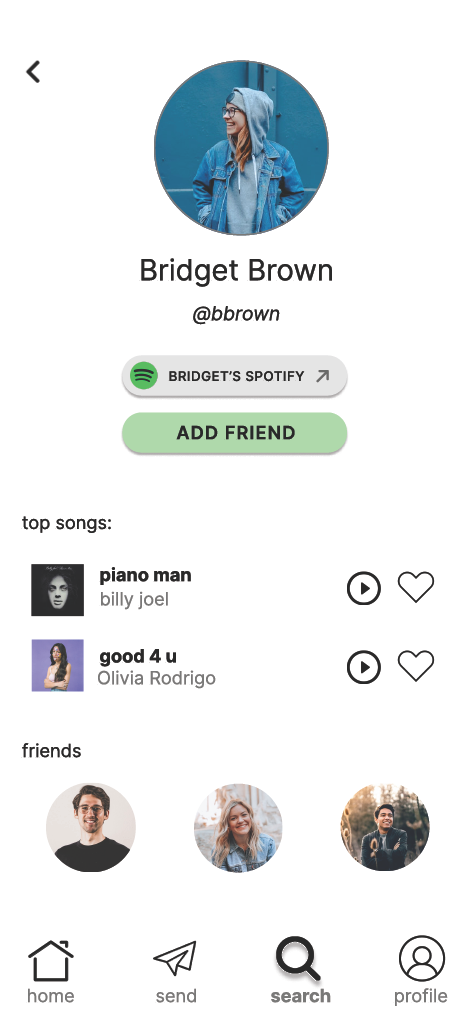 Bridget Brown
@bbrown
BRIDGET'S SPOTIFY
ADD FRIEND
top songs:
piano man
billy joel
good 4 u
Olivia Rodrigo
friends
home send search profile